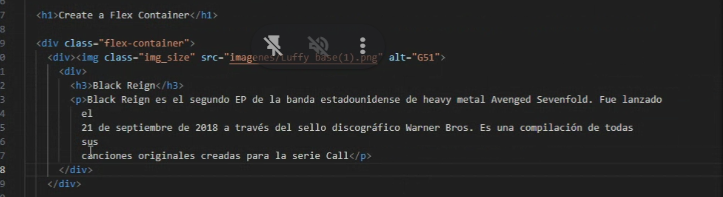 <h1>Create a Flex Container</h1>
<div class="flex-container">
<div><img class="img_size" src="imagenes/Luffy base(1).png" alt="G51">
<div>
<h3>Black Reign</h3>
<p>Black Reign es el segundo EP de la banda estadounidense de heavy metal Avenged Sevenfold. Fue lanzado
el
21 de septiembre de 2018 a través del sello discográfico Warner Bros. Es una compilación de todas
sus
canciones originales creadas para la serie Call</p>
</div>
</div>